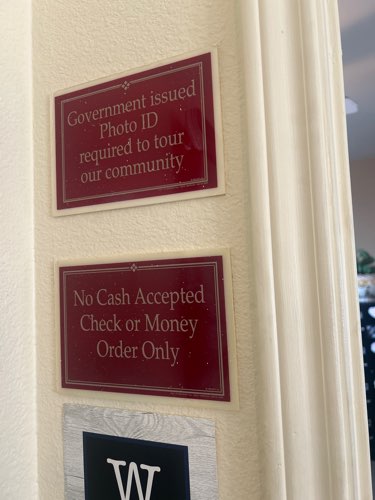 Government issued
Photo ID
required to tour
our community
No Cash Accepted
Check or Money
Order Only
W